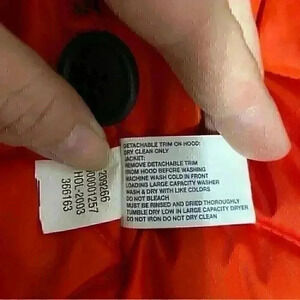 DETACHABLE TRIM ON HOOD:
DRY CLEAN ONLY
JACKET:
REMOVE DETACHABLE TRIM
FROM HOOD BEFORE WASHING
MACHINE WASH COLD IN FRONT
LOADING LARGE CAPACITY WASHER
WASH & DRY WITH LIKE COLORS
DO NOT BLEACH
MUST BE RINSED AND DRIED THOROUGHLY
TUMBLE DRY LOW IN LARGE CAPACITY DRYER
DO NOT IRON DO NOT DRY CLEAN
209266
00001257
HOL-2003
366163